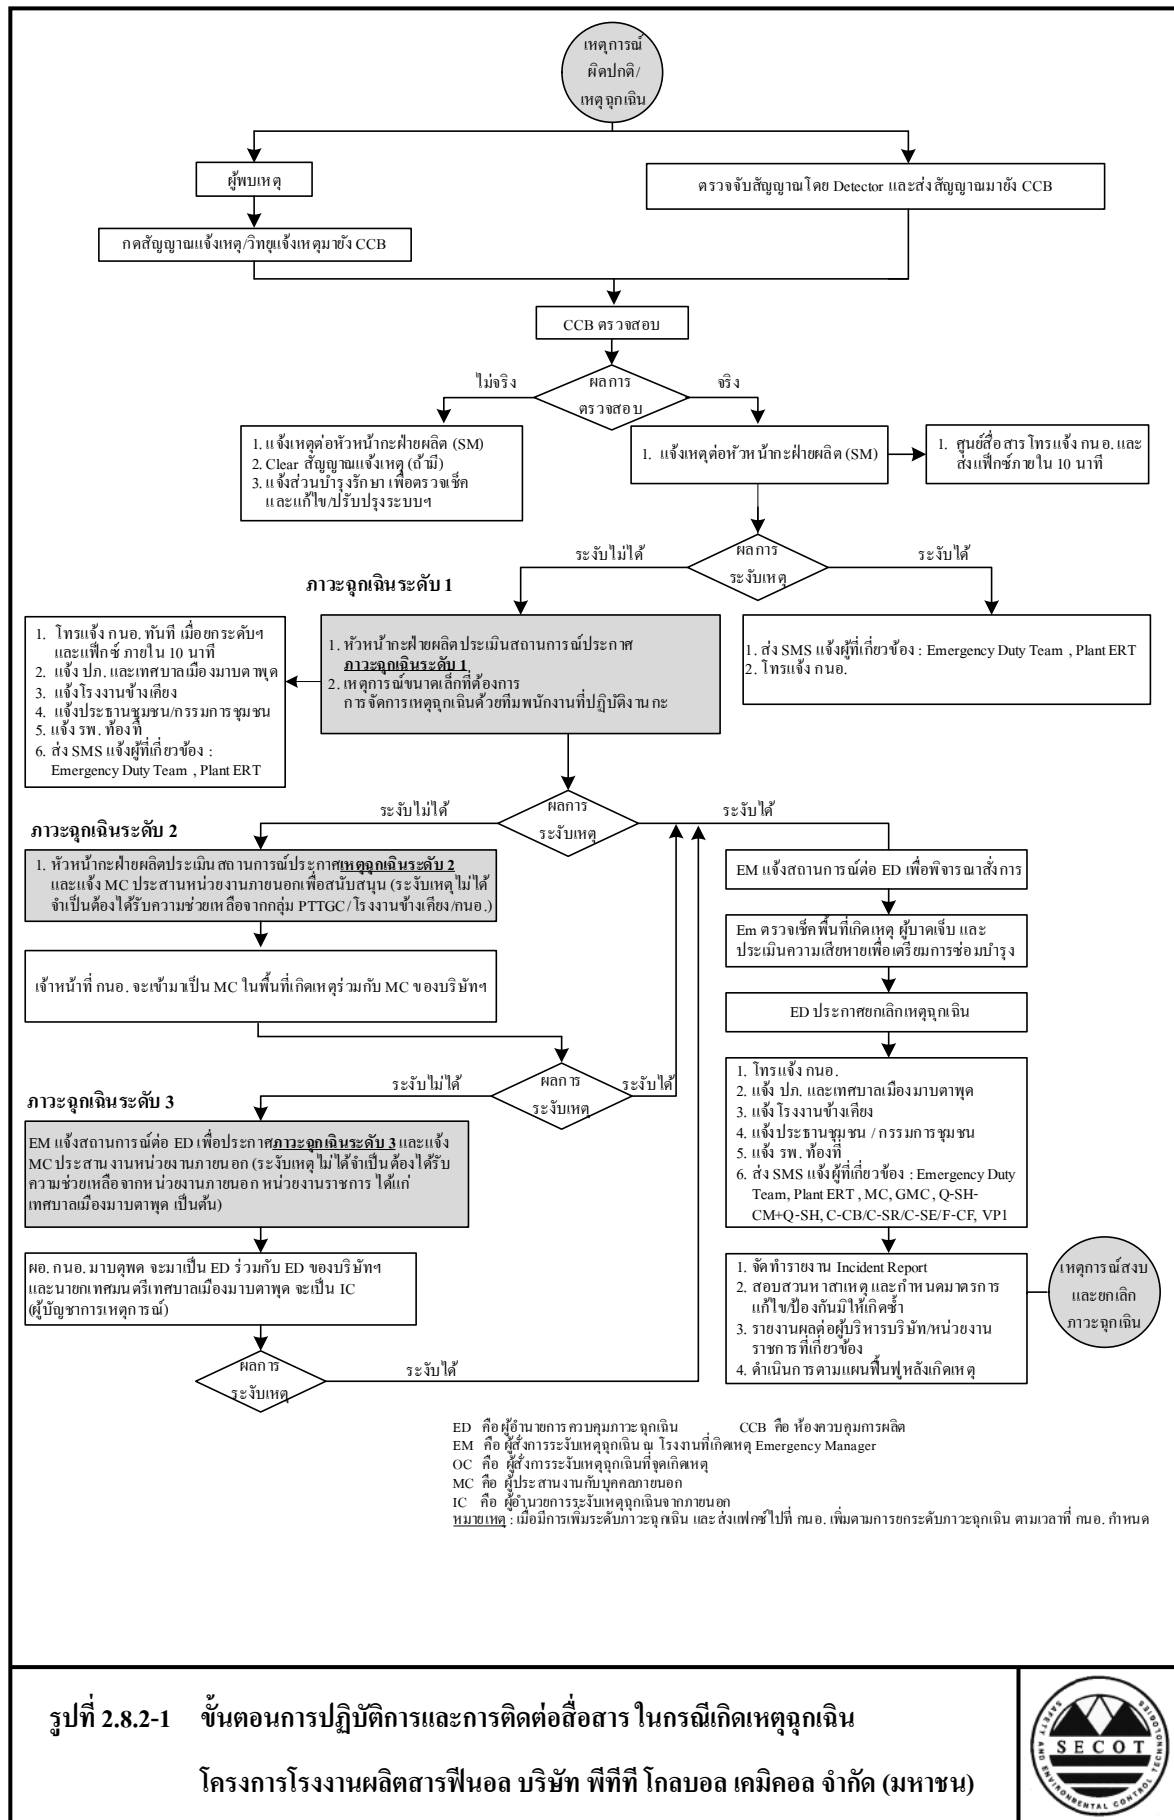 เหตุการณ์
ผิดปกติ/
เหตุฉุกเฉิน
ผู้พบเหตุ
ตรวจจับสัญญาณโดย Detector และส่งสัญญาณมายัง CCB
กดสัญญาณแจ้งเหตุ/วิทยุแจ้งเหตุมายัง CCB
CCB ตรวจสอบ
ไม่จริง
ผลการ
ตรวจสอบ
จริง
1. แจ้งเหตุต่อหัวหน้ากะฝ่ายผลิต (SM)
2. Clear สัญญาณแจ้งเหตุ (ถ้ามี)
3. แจ้งส่วนบำรุงรักษา เพื่อตรวจเช็ค
และแก้ไข/ปรับปรุงระบบฯ
1. แจ้งเหตุต่อหัวหน้ากะฝ่ายผลิต (SM)
1. ศูนย์สื่อสาร โทรแจ้ง กนอ. และ
ส่งแฟ็กซ์ภายใน 10 นาที
ระงับไม่ได้
ผลการ
ระงับเหตุ
ระงับได้
ภาวะฉุกเฉินระดับ 1
1. โทรแจ้ง กนอ. ทันที เมื่อยกระดับฯ
และแฟ็กซ์ ภายใน 10 นาที
2. แจ้ง ปภ. และเทศบาลเมืองมาบตาพุด
3. แจ้งโรงงานข้างเคียง
4. แจ้งประธานชุมชน/กรรมการชุมชน
5. แจ้ง รพ. ท้องที่
6. ส่ง SMS แจ้งผู้ที่เกี่ยวข้อง :
Emergency Duty Team , Plant ERT
1. หัวหน้ากะฝ่ายผลิตประเมินสถานการณ์ประกาศ
ภาวะฉุกเฉินระดับ 1
2. เหตุการณ์ขนาดเล็กที่ต้องการ
การจัดการเหตุฉุกเฉินด้วยทีมพนักงานที่ปฏิบัติงานกะ
1. ส่ง SMS แจ้งผู้ที่เกี่ยวข้อง : Emergency Duty Team , Plant ERT
2. โทรแจ้ง กนอ.
ระงับไม่ได้
ผลการ
ระงับเหตุ
ระงับได้
ภาวะฉุกเฉินระดับ 2
1. หัวหน้ากะฝ่ายผลิตประเมินสถานการณ์ประกาศเหตุฉุกเฉินระดับ 2
และแจ้ง MC ประสานหน่วยงานภายนอกเพื่อสนับสนุน (ระงับเหตุไม่ได้
จำเป็นต้องได้รับความช่วยเหลือจากกลุ่ม PTTGC/ โรงงานข้างเคียง/กนอ.)
EM แจ้งสถานการณ์ต่อ ED เพื่อพิจารณาสั่งการ
Em ตรวจเช็คพื้นที่เกิดเหตุ ผู้บาดเจ็บ และ
ประเมินความเสียหายเพื่อเตรียมการซ่อมบำรุง
เจ้าหน้าที่ กนอ. จะเข้ามาเป็น MC ในพื้นที่เกิดเหตุร่วมกับ MC ของบริษัทฯ
ED ประกาศยกเลิกเหตุฉุกเฉิน
ระงับไม่ได้
ผลการ
ระงับเหตุ
ระงับได้
1. โทรแจ้ง กนอ.
2. แจ้ง ปภ. และเทศบาลเมืองมาบตาพุด
3. แจ้งโรงงานข้างเคียง
4. แจ้งประธานชุมชน / กรรมการชุมชน
5. แจ้ง รพ. ท้องที่
6. ส่ง SMS แจ้งผู้ที่เกี่ยวข้อง : Emergency Duty
Team, Plant ERT , MC, GMC, Q-SH-
CM+Q-SH, C-CB/C-SR/C-SE/F-CF, VP1
ภาวะฉุกเฉินระดับ 3
EM แจ้งสถานการณ์ต่อ ED เพื่อประกาศภาวะฉุกเฉินระดับ 3 และแจ้ง
MC ประสานงานหน่วยงานภายนอก (ระงับเหตุไม่ได้จำเป็นต้องได้รับ
ความช่วยเหลือจากหน่วยงานภายนอก หน่วยงานราชการ ได้แก่
เทศบาลเมืองมาบตาพุด เป็นต้น)
ผอ. กนอ. มาบตุพด จะมาเป็น ED ร่วมกับ ED ของบริษัทฯ
และนายกเทศมนตรีเทศบาลเมืองมาบตาพุด จะเป็น IC
(ผู้บัญชาการเหตุการณ์)
1. จัดทำรายงาน Incident Report
2. สอบสวนหาสาเหตุ และกำหนดมาตรการ
แก้ไข/ป้องกันมิให้เกิดซ้ำ
3. รายงานผลต่อผู้บริหารบริษัท/หน่วยงาน
ราชการที่เกี่ยวข้อง
4. ดำเนินการตามแผนฟื้นฟูหลังเกิดเหตุ
เหตุการณ์สงบ
และยกเลิก
ภาวะฉุกเฉิน
ผลการ
ระงับเหตุ
ระงับได้
ED คือ ผู้อำนายการควบคุมภาวะฉุกเฉิน CCB คือ ห้องควบคุมการผลิต
EM คือ ผู้สั่งการระงับเหตุฉุกเฉิน ณ โรงงานที่เกิดเหตุ Emergency Manager
OC คือ ผู้สั่งการระงับเหตุฉุกเฉินที่จุดเกิดเหตุ
MC คือ ผู้ประสานงานกับบุคคลภายนอก
IC คือ ผู้อำนวยการระงับเหตุฉุกเฉินจากภายนอก
หมายเหตุ : เมื่อมีการเพิ่มระดับภาวะฉุกเฉิน และส่งแฟกซ์ไปที่ กนอ. เพิ่มตามการยกระดับภาวะฉุกเฉิน ตามเวลาที่ กนอ. กำหนด
รูปที่ 2.8.2-1 ขั้นตอนการปฏิบัติการและการติดต่อสื่อสาร ในกรณีเกิดเหตุฉุกเฉิน
โครงการโรงงานผลิตสารฟีนอล บริษัท พีทีที โกลบอล เคมิคอล จำกัด (มหาชน)
SECOT
SAFETY AND ENVIRONMENTAL CONTROL TECHNOLOGIES